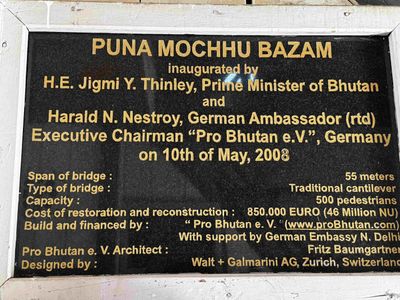 PUNA MOCHHU BAZAM
inaugurated by
H.E. Jigmi Y. Thinley, Prime Minister of Bhutan
and
Harald N. Nestroy, German Ambassador (rtd)
Executive Chairman “Pro Bhutan e.V.”, Germany
on 10th of May, 2008
Span of bridge : 55 meters
Type of bridge : Traditional cantilever
Capacity : 500 pedestrians
Cost of restoration and reconstruction : 850.000 EURO (46 Million NU)
Build and financed by : “ Pro Bhutan e. V. ”(www.proBhutan.com)
With support by German Embassy N. Delhi
Pro Bhutan e.V. Architect : Fritz Baumgartner
Designed by : Walt + Galmarini AG, Zurich, Switzerland